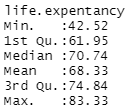 life.expentancy
Min.   :42.52
1st Qu.:61.95
Median :70.74
Mean   :68.33
3rd Qu.:74.84
Max.   :83.33